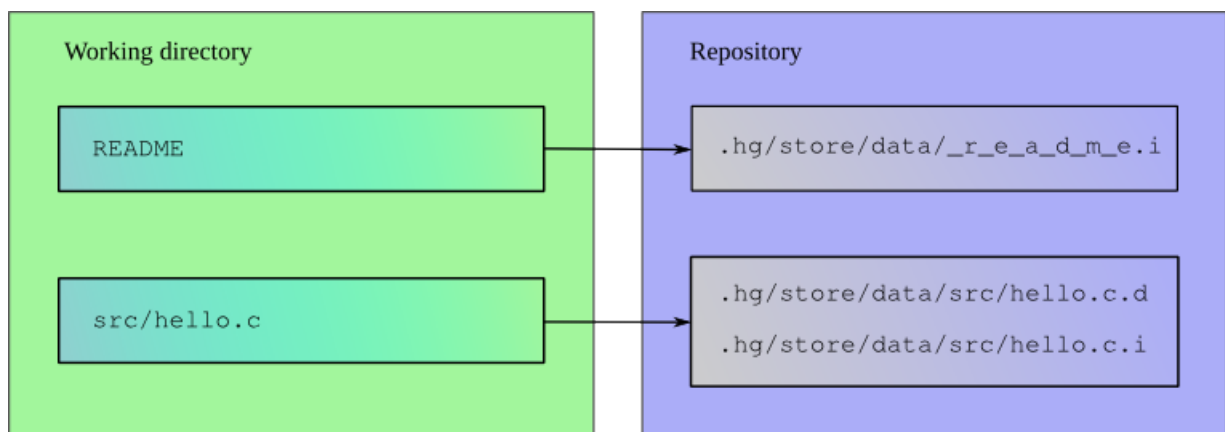 Working directory
README
src/hello.c
Repository
.hg/store/data/_r_e_a_d_m_e.i
.hg/store/data/src/hello.c.d
.hg/store/data/src/hello.c.i